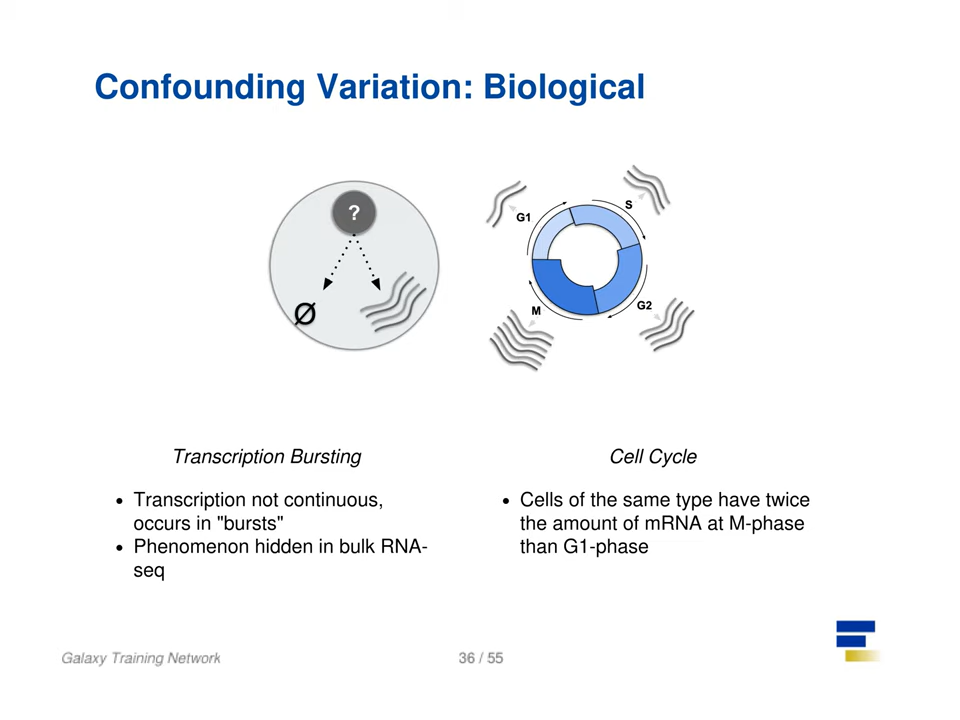 Confounding Variation: Biological
?
Ø
G1
S
M
G2
Transcription Bursting
• Transcription not continuous,
occurs in "bursts"
• Phenomenon hidden in bulk RNA-
seq
Cell Cycle
• Cells of the same type have twice
the amount of mRNA at M-phase
than G1-phase
Galaxy Training Network
36 / 55